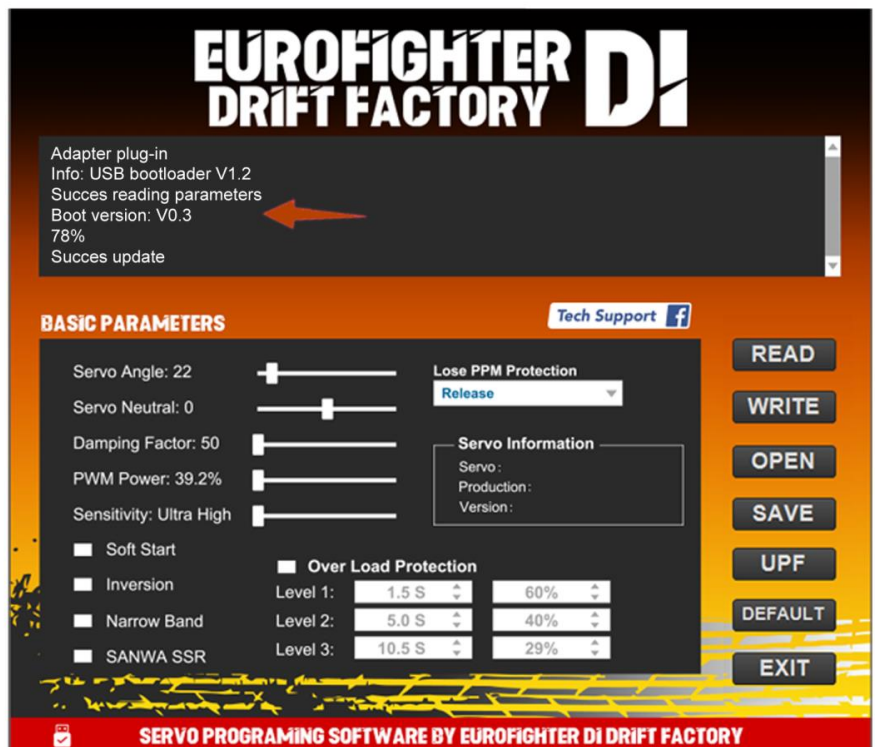 EUROFIGHTER
DRIFT FACTORY
DI
Adapter plug-in
Info: USB bootloader V1.2
Succes reading parameters
Boot version: V0.3
78%
Succes update
BASIC PARAMETERS
Tech Support f
Servo Angle: 22
Servo Neutral: 0
Damping Factor: 50
PWM Power: 39.2%
Sensitivity: Ultra High
Soft Start
Inversion
Narrow Band
SANWA SSR
Lose PPM Protection
Release
Servo Information
Servo :
Production :
Version :
Over Load Protection
Level 1: 1.5 S 60%
Level 2: 5.0 S 40%
Level 3: 10.5 S 29%
READ
WRITE
OPEN
SAVE
UPF
DEFAULT
EXIT
SERVO PROGRAMING SOFTWARE BY EUROFIGHTER DI DRIFT FACTORY